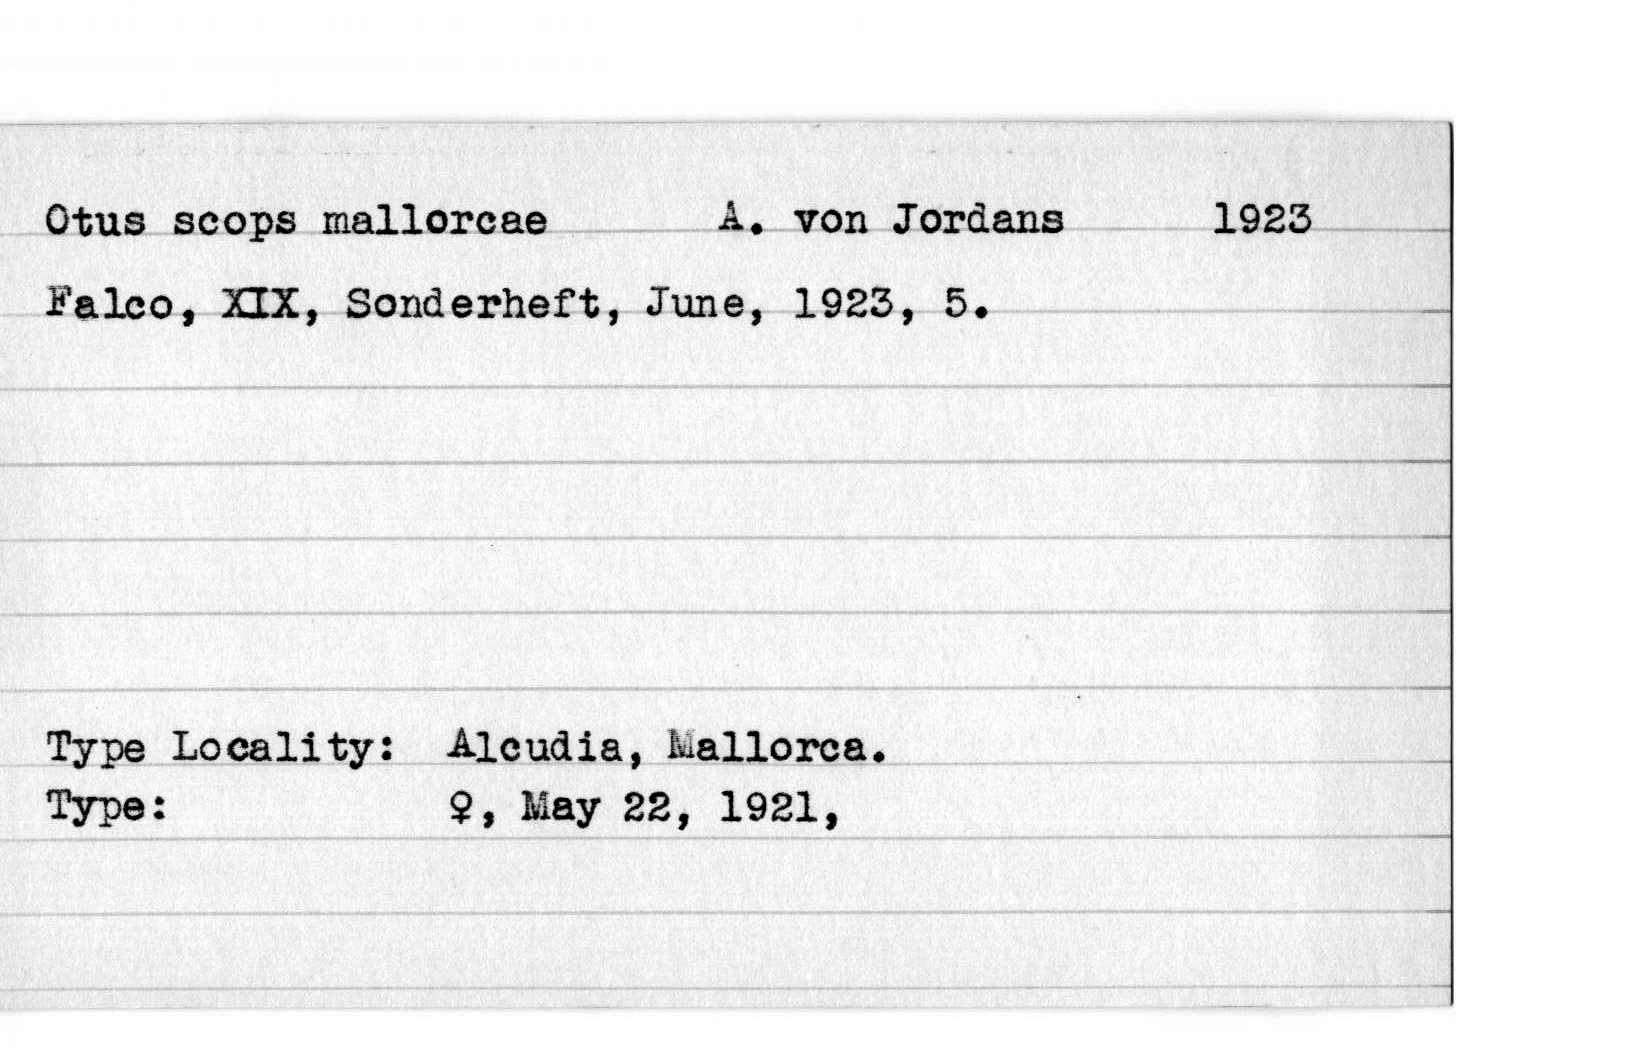 Otus scops mallorcae A. von Jordans 1923
Falco, XIX, Sonderheft, June, 1923, 5.
Type Locality: Alcudia, Mallorca.
Type: ♀, May 22, 1921,